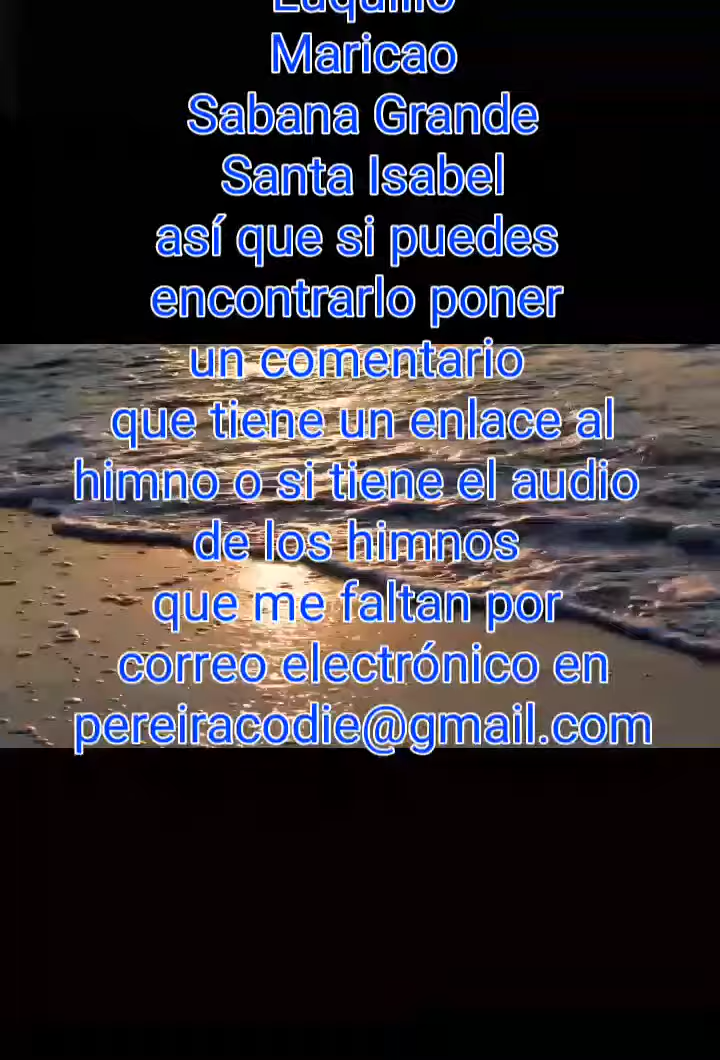 Luquillo
Maricao
Sabana Grande
Santa Isabel
así que si puedes
encontrarlo poner
un comentario
que tiene un enlace al
himno o si tiene el audio
de los himnos
que me faltan por
correo electrónico en
pereiracodie@gmail.com